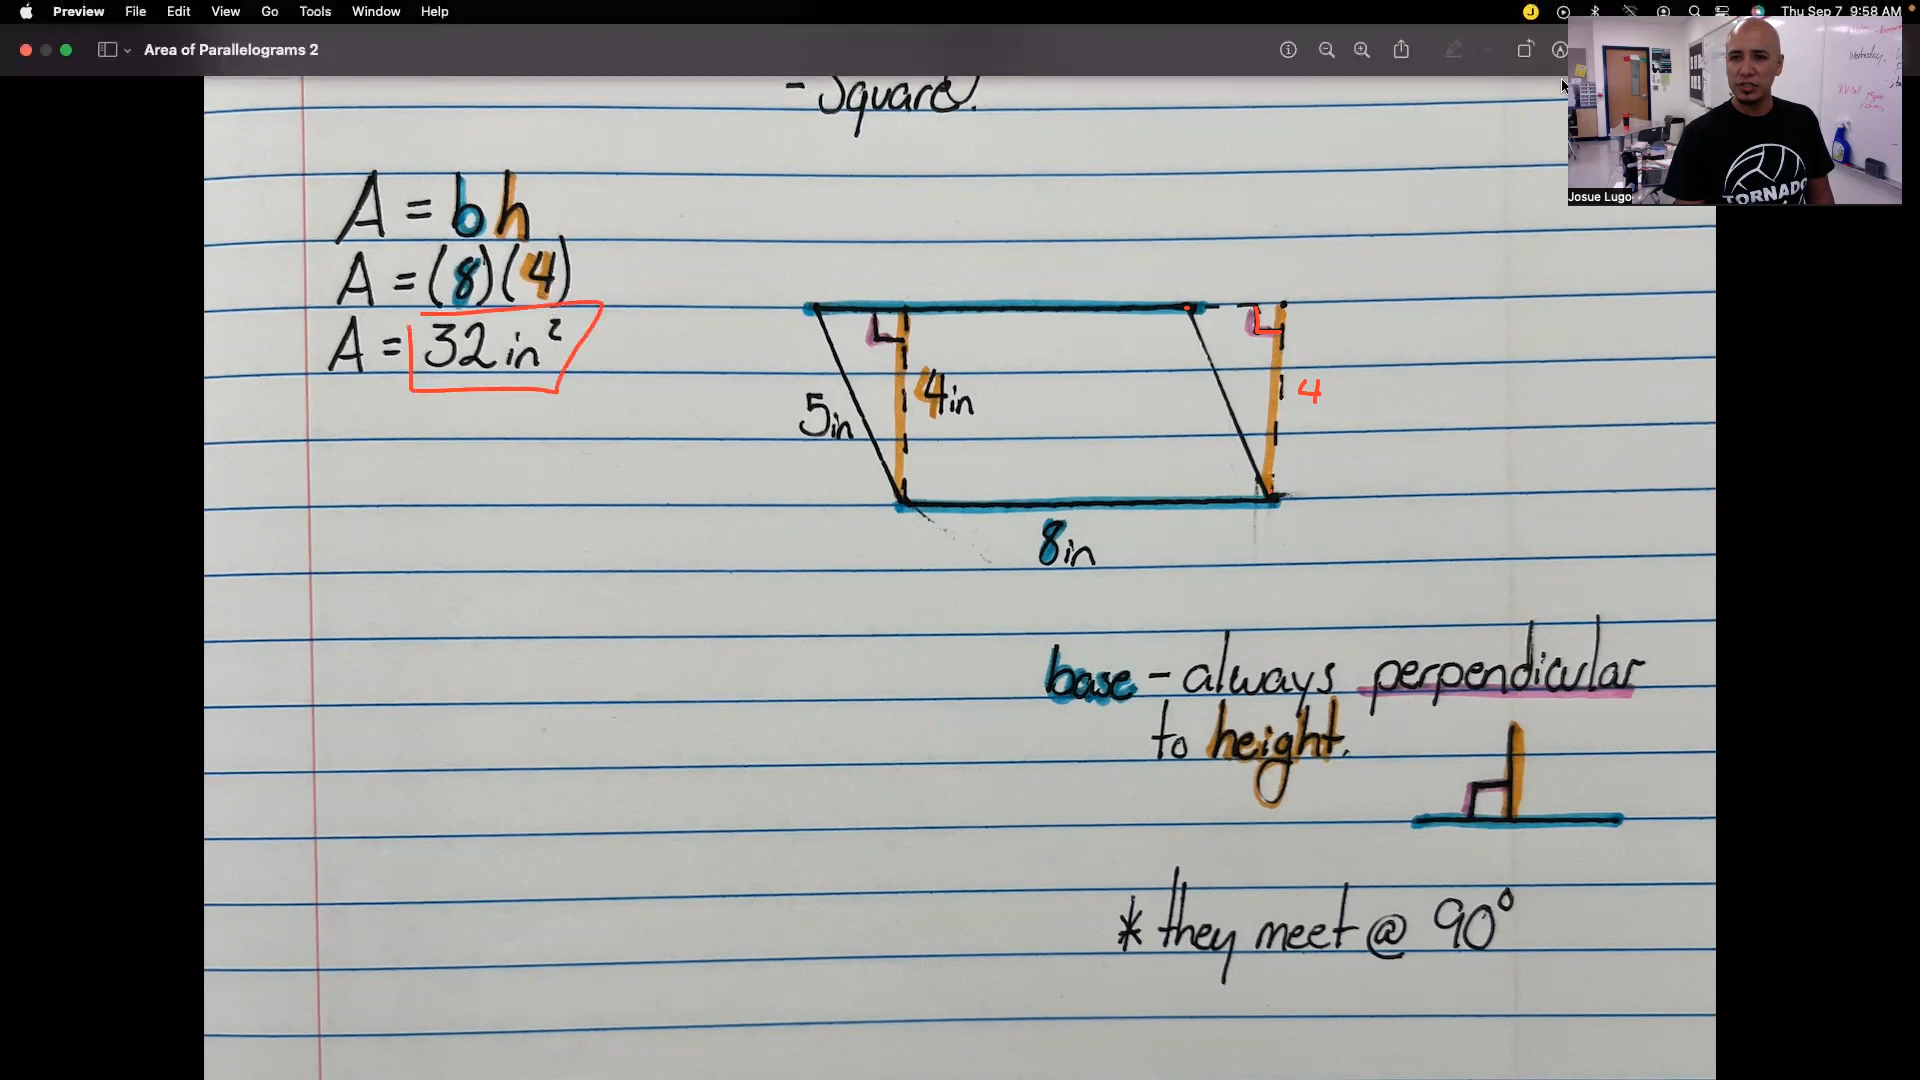 Preview File Edit View Go Tools Window Help
Thu Sep 7 9:58 AM
Area of Parallelograms 2
- Square.
A = bh
A = (8)(4)
A = 32 in²
5in
4in
4
8in
base - always perpendicular
to height.
* they meet @ 90°
Josue Lugo
TORNADO
Wednesday